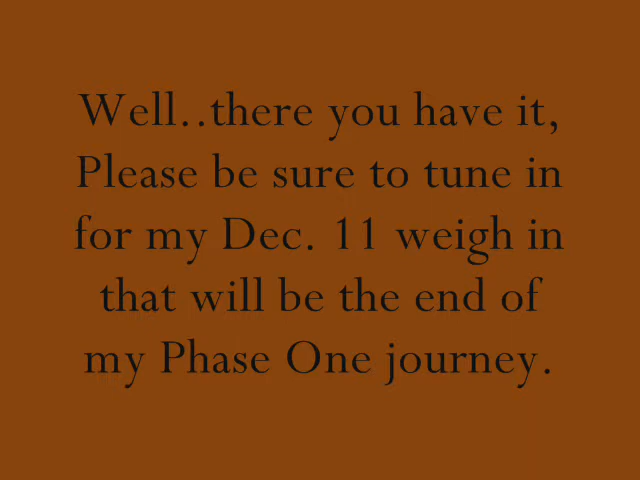 Well..there you have it,
Please be sure to tune in
for my Dec. 11 weigh in
that will be the end of
my Phase One journey.